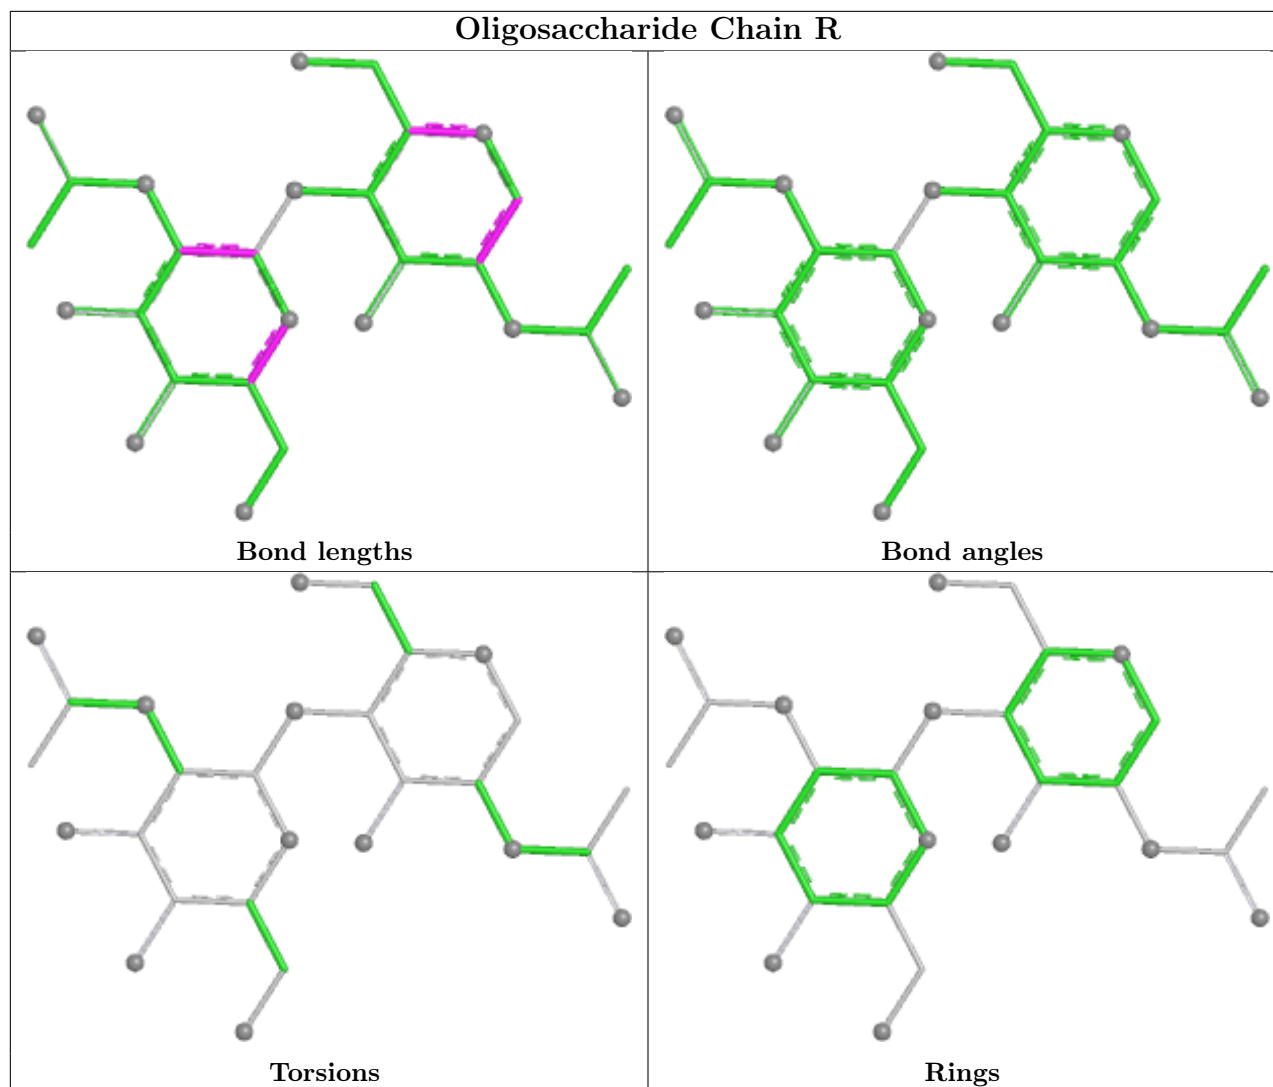 Oligosaccharide Chain R
Bond lengths
Bond angles
Torsions
Rings